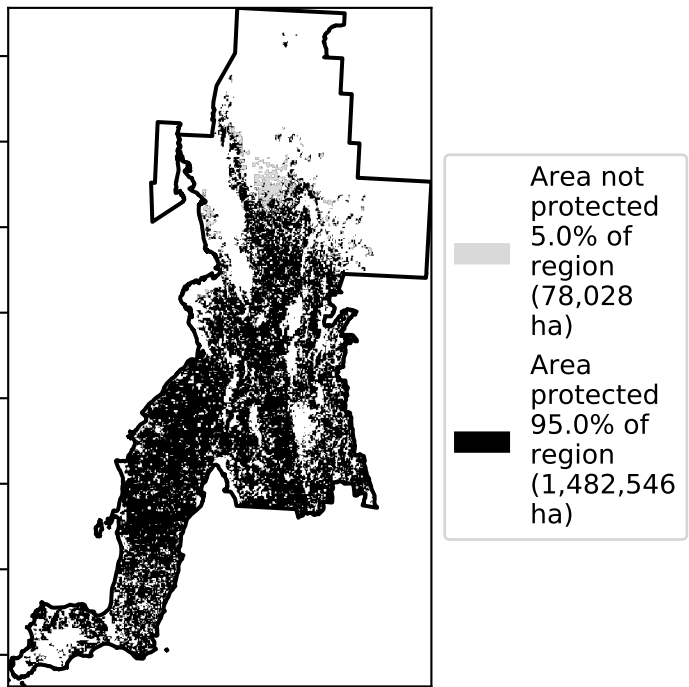 Area not
protected
5.0% of
region
(78,028
ha)
Area
protected
95.0% of
region
(1,482,546
ha)